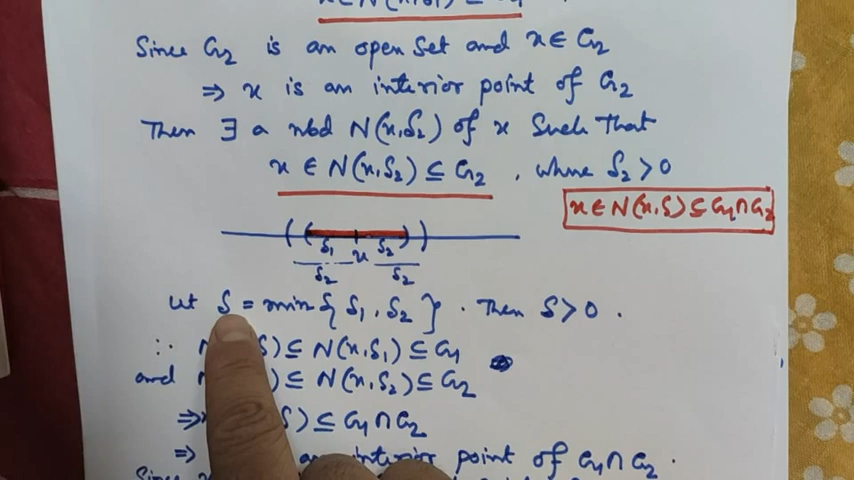 Since G₂ is an open set and x ∈ G₂
⇒ x is an interior point of G₂
Then ∃ a nbd N(x,δ₂) of x such that
x ∈ N(x,δ₂) ⊆ G₂ , where δ₂ > 0
x ∈ N(x,δ) ⊆ G₁ ∩ G₂
( ( ) )
δ₁ x δ₂
δ₂ δ₂
Let δ = min { δ₁ , δ₂ } . Then δ > 0 .
∴ δ) ⊆ N(x,δ₁) ⊆ G₁
and ) ⊆ N(x,δ₂) ⊆ G₂
⇒ δ) ⊆ G₁ ∩ G₂
⇒ an interior point of G₁ ∩ G₂ .
Since